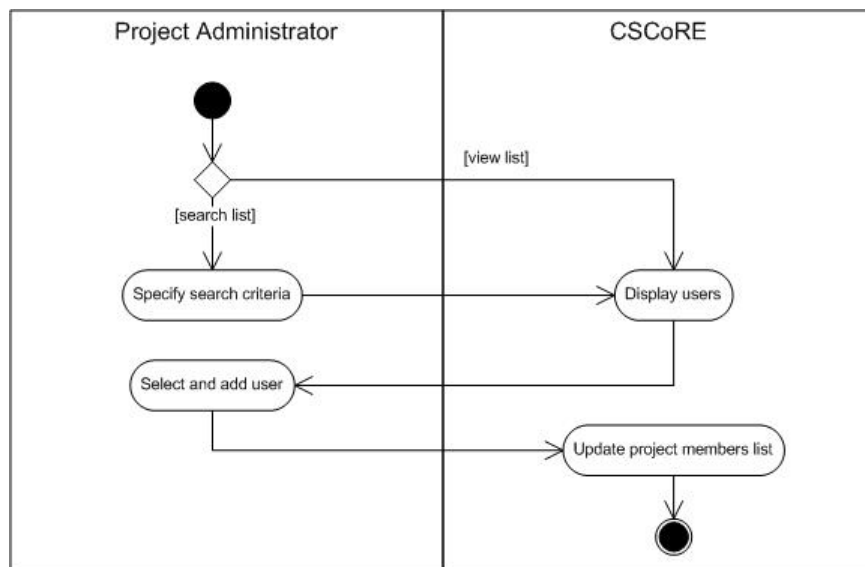 Project Administrator
CSCoRE
[view list]
[search list]
Specify search criteria
Display users
Select and add user
Update project members list